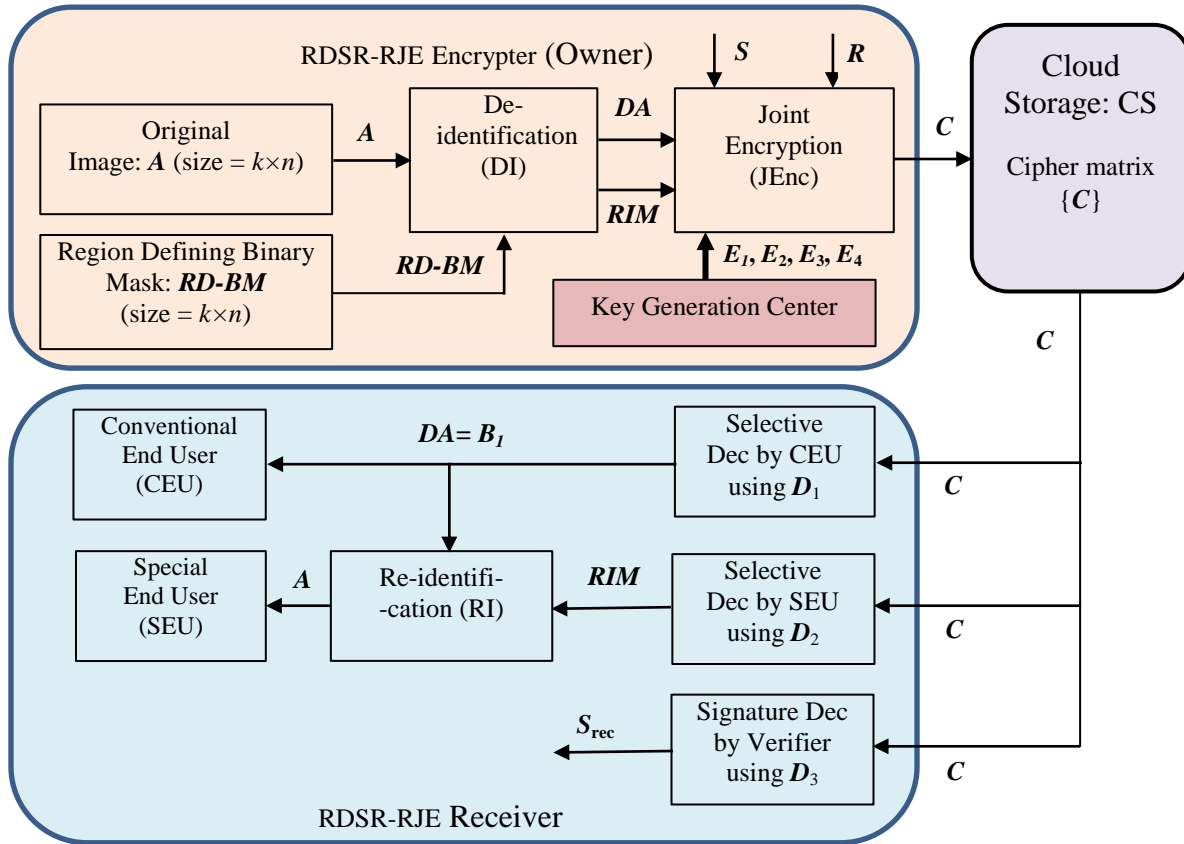 RDSR-RJE Encrypter (Owner)
S
R
Original
Image: A (size = k×n)
A
De-
identification
(DI)
DA
RIM
Joint
Encryption
(JEnc)
C
Cloud
Storage: CS
Cipher matrix
{C}
Region Defining Binary
Mask: RD-BM
(size = k×n)
RD-BM
E1, E2, E3, E4
Key Generation Center
C
Conventional
End User
(CEU)
DA= B1
Selective
Dec by CEU
using D1
C
Special
End User
(SEU)
A
Re-identifi-
-cation (RI)
RIM
Selective
Dec by SEU
using D2
C
Srec
Signature Dec
by Verifier
using D3
C
RDSR-RJE Receiver